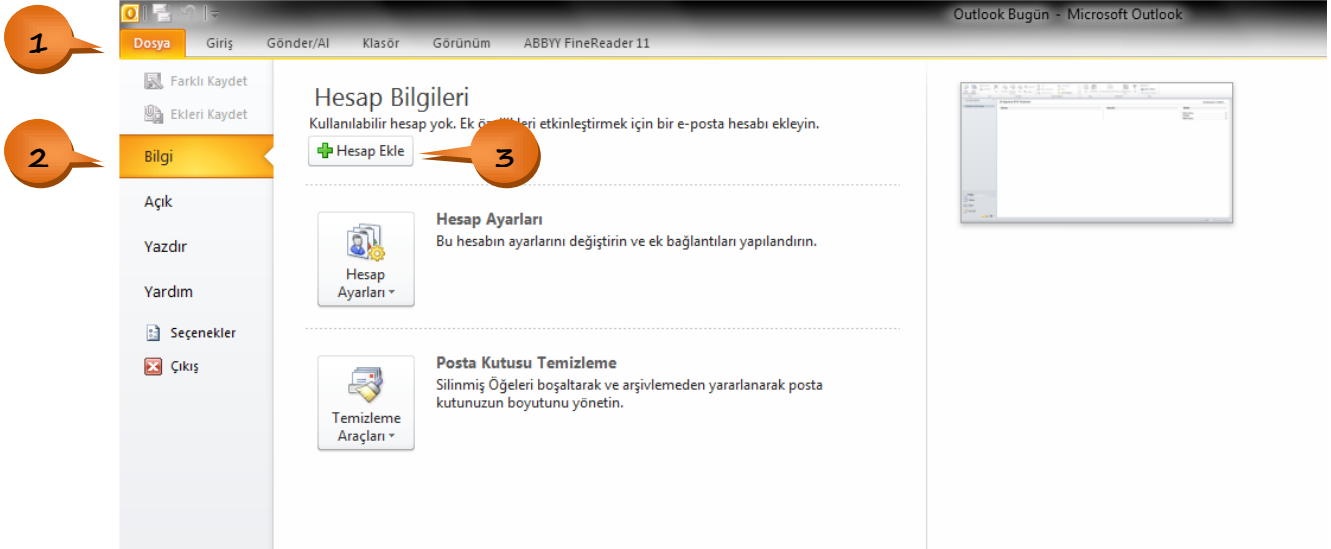 Outlook Bugün - Microsoft Outlook
1
Dosya Giriş Gönder/Al Klasör Görünüm ABBYY FineReader 11
Farklı Kaydet
Ekleri Kaydet
2
Bilgi
Açık
Yazdır
Yardım
Seçenekler
Çıkış
Hesap Bilgileri
Kullanılabilir hesap yok. Ek özellikleri etkinleştirmek için bir e-posta hesabı ekleyin.
Hesap Ekle
3
Hesap
Ayarları
Hesap Ayarları
Bu hesabın ayarlarını değiştirin ve ek bağlantıları yapılandırın.
Temizleme
Araçları
Posta Kutusu Temizleme
Silinmiş Öğeleri boşaltarak ve arşivlemeden yararlanarak posta
kutunuzun boyutunu yönetin.